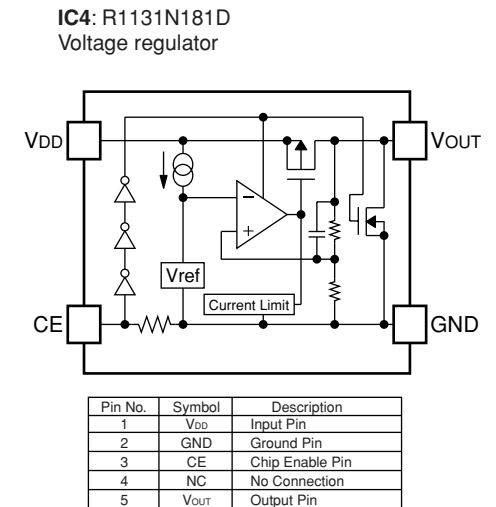 IC4: R1131N181D
Voltage regulator
VDD
VOUT
Vref
Current Limit
CE
GND
Pin No. Symbol Description
1 VDD Input Pin
2 GND Ground Pin
3 CE Chip Enable Pin
4 NC No Connection
5 VOUT Output Pin